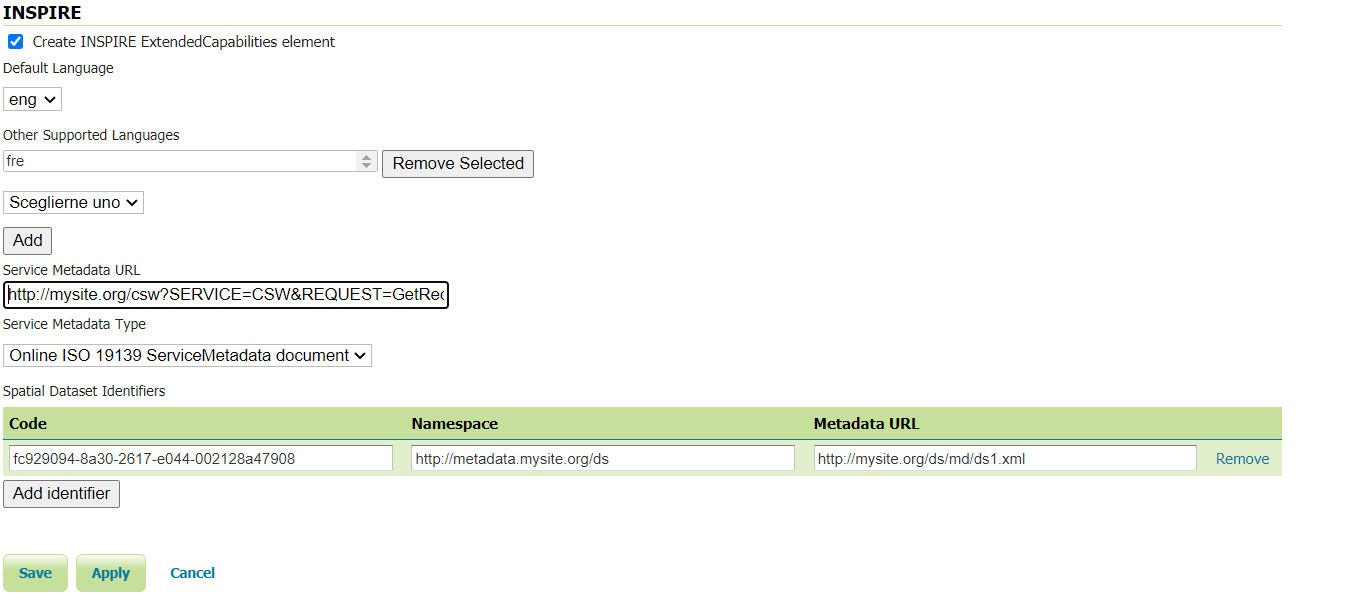 INSPIRE
Create INSPIRE ExtendedCapabilities element
Default Language
eng
Other Supported Languages
fre Remove Selected
Sceglierne uno
Add
Service Metadata URL
http://mysite.org/csw?SERVICE=CSW&REQUEST=GetRec
Service Metadata Type
Online ISO 19139 ServiceMetadata document
Spatial Dataset Identifiers
Code Namespace Metadata URL
fc929094-8a30-2617-e044-002128a47908 http://metadata.mysite.org/ds http://mysite.org/ds/md/ds1.xml Remove
Add identifier
Save Apply Cancel